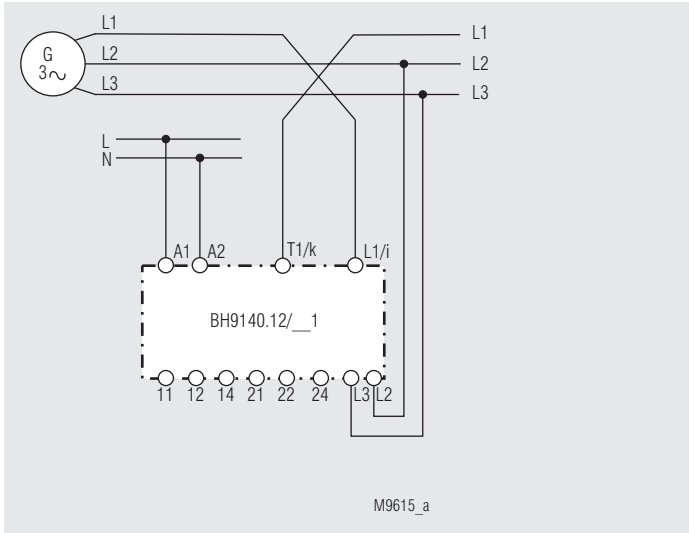 L1
L1
G
3~
L2
L2
L3
L3
L
N
A1 A2 T1/k L1/i
BH9140.12/__1
11 12 14 21 22 24 L3 L2
M9615_a